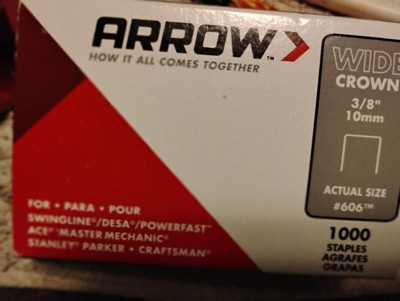 ARROW™
HOW IT ALL COMES TOGETHER
WIDE
CROWN
3/8"
10mm
ACTUAL SIZE
#606™
FOR • PARA • POUR
SWINGLINE®/DESA®/POWERFAST™
ACE® MASTER MECHANIC®
STANLEY® PARKER • CRAFTSMAN®
1000
STAPLES
AGRAFES
GRAPAS